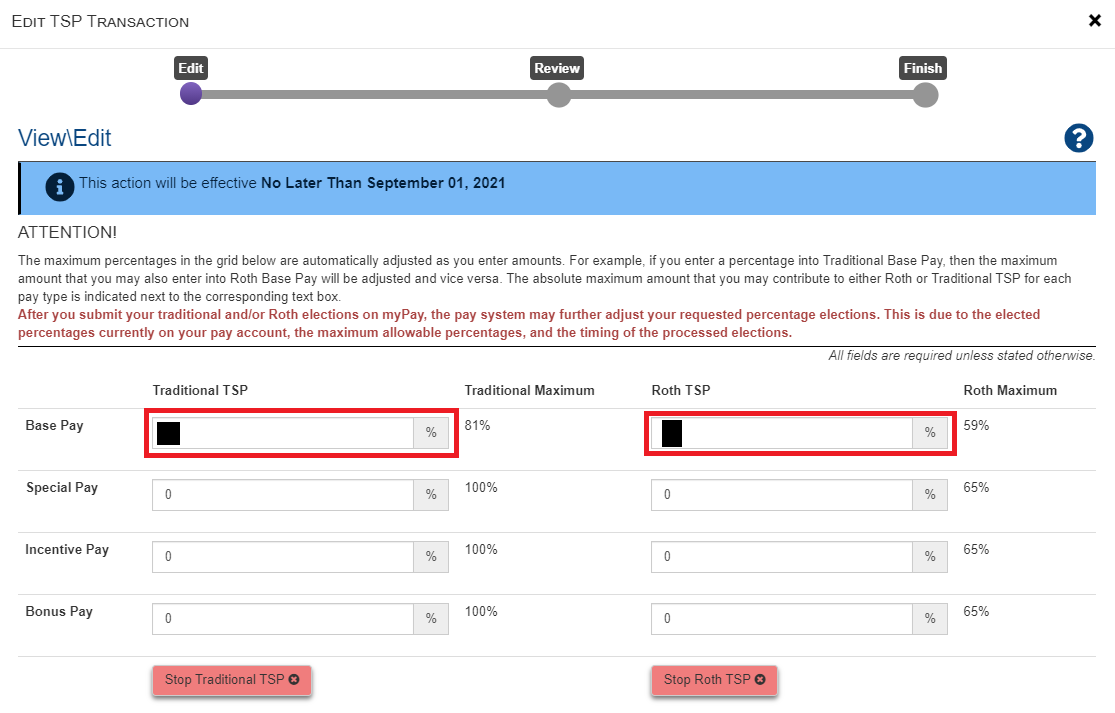 EDIT TSP TRANSACTION
Edit
Review
Finish
View\Edit
This action will be effective No Later Than September 01, 2021
ATTENTION!
The maximum percentages in the grid below are automatically adjusted as you enter amounts. For example, if you enter a percentage into Traditional Base Pay, then the maximum
amount that you may also enter into Roth Base Pay will be adjusted and vice versa. The absolute maximum amount that you may contribute to either Roth or Traditional TSP for each
pay type is indicated next to the corresponding text box.
After you submit your traditional and/or Roth elections on myPay, the pay system may further adjust your requested percentage elections. This is due to the elected
percentages currently on your pay account, the maximum allowable percentages, and the timing of the processed elections.
All fields are required unless stated otherwise.
Traditional TSP Traditional Maximum Roth TSP Roth Maximum
Base Pay % 81% % 59%
Special Pay 0 % 100% 0 % 65%
Incentive Pay 0 % 100% 0 % 65%
Bonus Pay 0 % 100% 0 % 65%
Stop Traditional TSP Stop Roth TSP